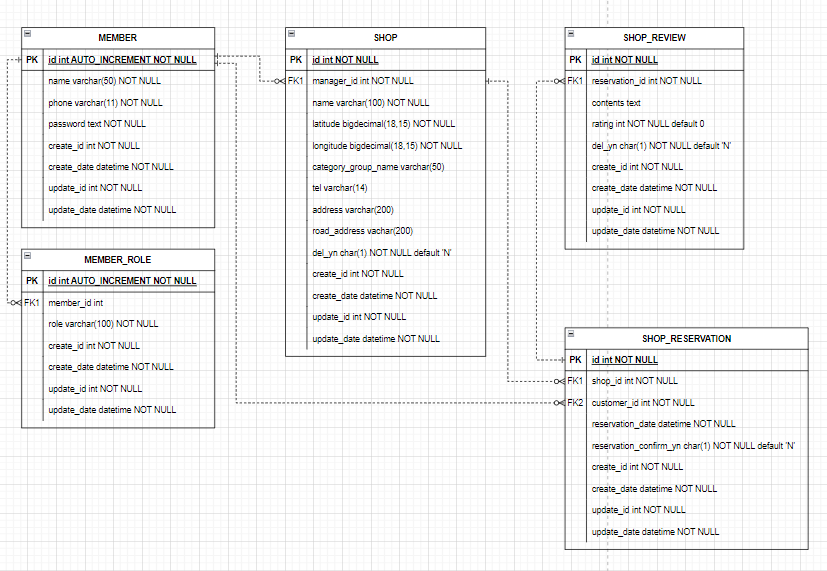 MEMBER
PK id int AUTO_INCREMENT NOT NULL
name varchar(50) NOT NULL
phone varchar(11) NOT NULL
password text NOT NULL
create_id int NOT NULL
create_date datetime NOT NULL
update_id int NOT NULL
update_date datetime NOT NULL
MEMBER_ROLE
PK id int AUTO_INCREMENT NOT NULL
FK1 member_id int
role varchar(100) NOT NULL
create_id int NOT NULL
create_date datetime NOT NULL
update_id int NOT NULL
update_date datetime NOT NULL
SHOP
PK id int NOT NULL
FK1 manager_id int NOT NULL
name varchar(100) NOT NULL
latitude bigdecimal(18,15) NOT NULL
longitude bigdecimal(18,15) NOT NULL
category_group_name varchar(50)
tel varchar(14)
address varchar(200)
road_address vachar(200)
del_yn char(1) NOT NULL default 'N'
create_id int NOT NULL
create_date datetime NOT NULL
update_id int NOT NULL
update_date datetime NOT NULL
SHOP_REVIEW
PK id int NOT NULL
FK1 reservation_id int NOT NULL
contents text
rating int NOT NULL default 0
del_yn char(1) NOT NULL default 'N'
create_id int NOT NULL
create_date datetime NOT NULL
update_id int NOT NULL
update_date datetime NOT NULL
SHOP_RESERVATION
PK id int NOT NULL
FK1 shop_id int NOT NULL
FK2 customer_id int NOT NULL
reservation_date datetime NOT NULL
reservation_confirm_yn char(1) NOT NULL default 'N'
create_id int NOT NULL
create_date datetime NOT NULL
update_id int NOT NULL
update_date datetime NOT NULL